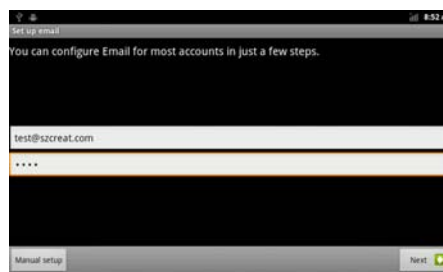 8:52
Set up email
You can configure Email for most accounts in just a few steps.
test@szcreat.com
••••
Manual setup
Next